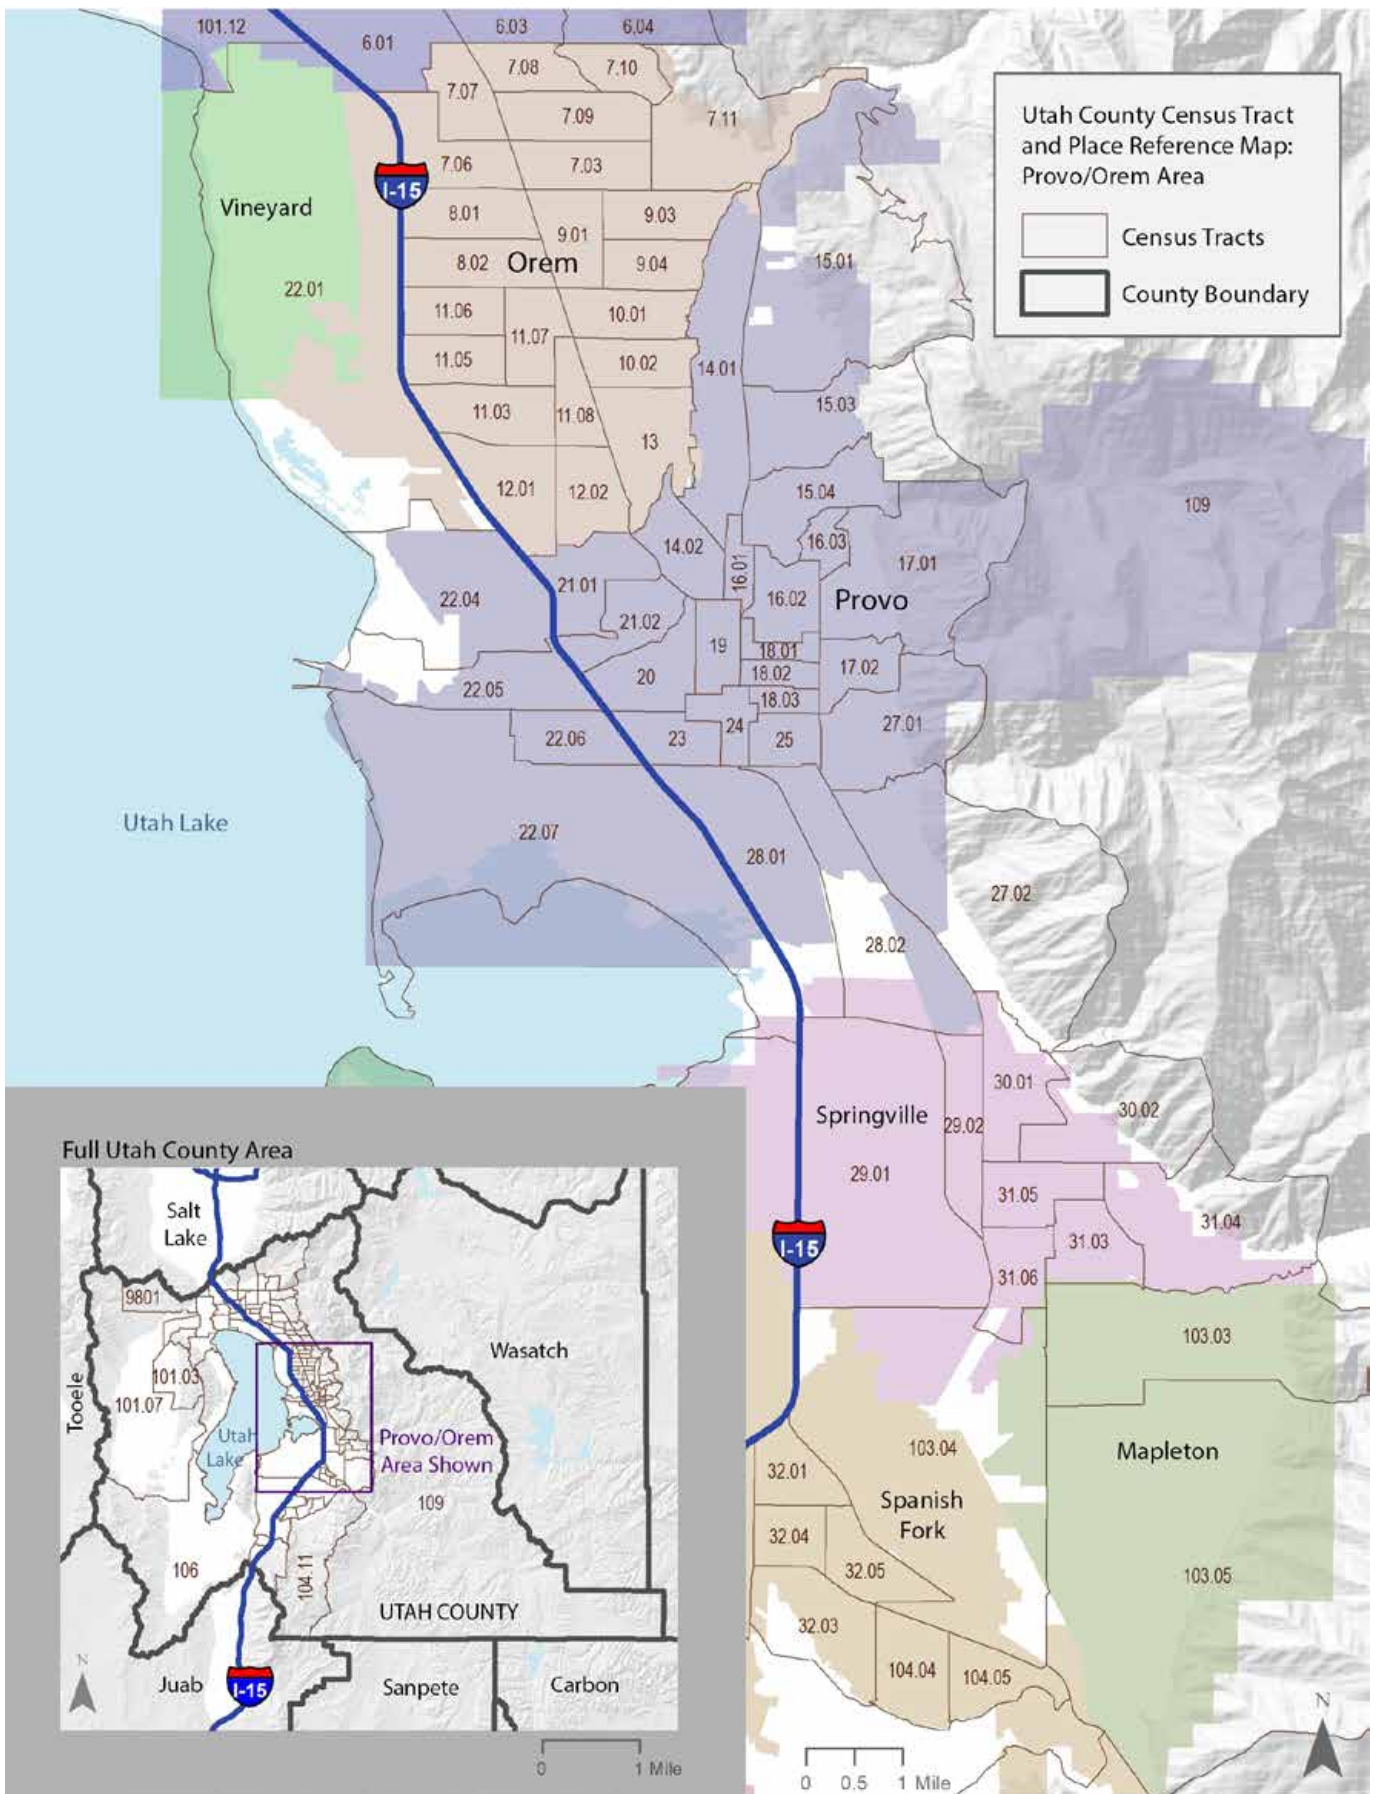 101.12
6.01
6.03
6.04
7.08
7.10
7.07
7.09
7.11
Utah County Census Tract
and Place Reference Map:
Provo/Orem Area
Census Tracts
County Boundary
7.06
7.03
I-15
Vineyard
8.01
9.03
9.01
8.02
Orem
9.04
15.01
22.01
11.06
10.01
11.07
11.05
10.02
14.01
11.03
11.08
15.03
13
12.01
12.02
15.04
109
14.02
16.03
16.01
17.01
21.01
22.04
16.02
Provo
21.02
19
18.01
20
18.02
17.02
22.05
18.03
24
27.01
22.06
23
25
Utah Lake
22.07
28.01
27.02
28.02
30.01
Springville
29.02
30.02
29.01
31.05
31.04
31.03
I-15
31.06
103.03
103.04
Mapleton
32.01
Spanish
Fork
32.04
32.05
103.05
32.03
104.04
104.05
N
0 0.5 1 Mile
Full Utah County Area
Salt
Lake
9801
Wasatch
101.03
101.07
Tooele
Utah
Lake
Provo/Orem
Area Shown
109
106
104.11
UTAH COUNTY
N
Juab
I-15
Sanpete
Carbon
0 1 Mile